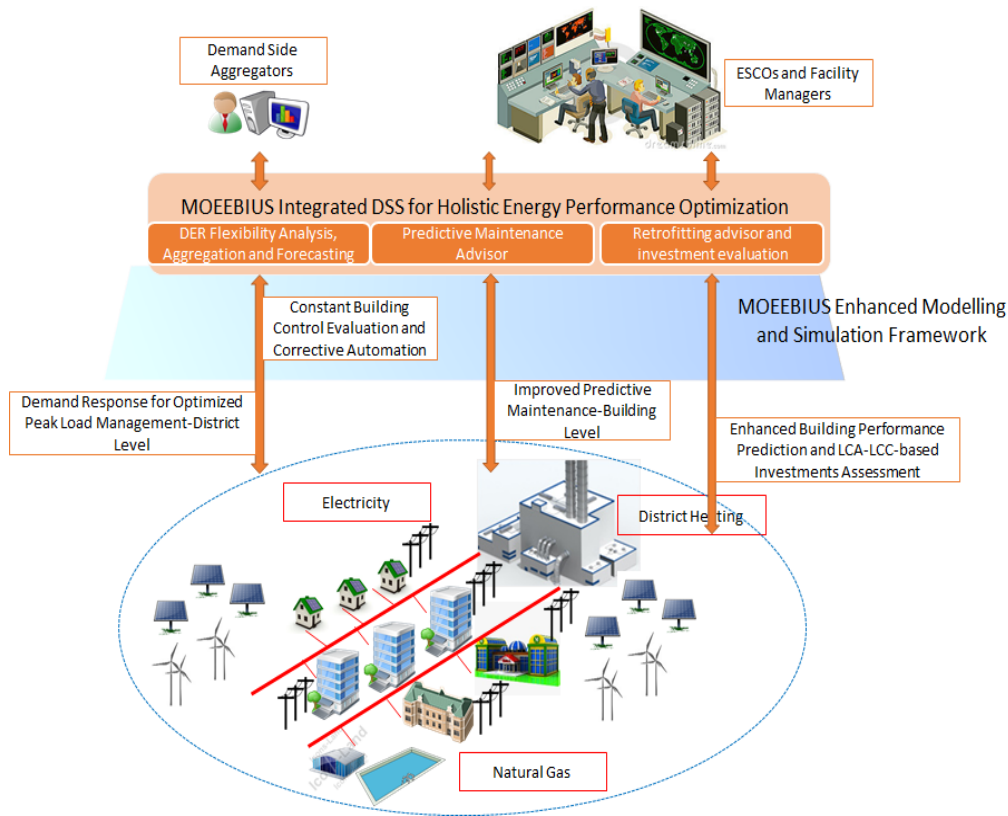 Demand Side
Aggregators
ESCOs and Facility
Managers
dreamstime.com
MOEEBIUS Integrated DSS for Holistic Energy Performance Optimization
DER Flexibility Analysis,
Aggregation and Forecasting
Predictive Maintenance
Advisor
Retrofitting advisor and
investment evaluation
MOEEBIUS Enhanced Modelling
and Simulation Framework
Constant Building
Control Evaluation and
Corrective Automation
Demand Response for Optimized
Peak Load Management-District
Level
Improved Predictive
Maintenance-Building
Level
Enhanced Building Performance
Prediction and LCA-LCC-based
Investments Assessment
Electricity
District Heating
Natural Gas